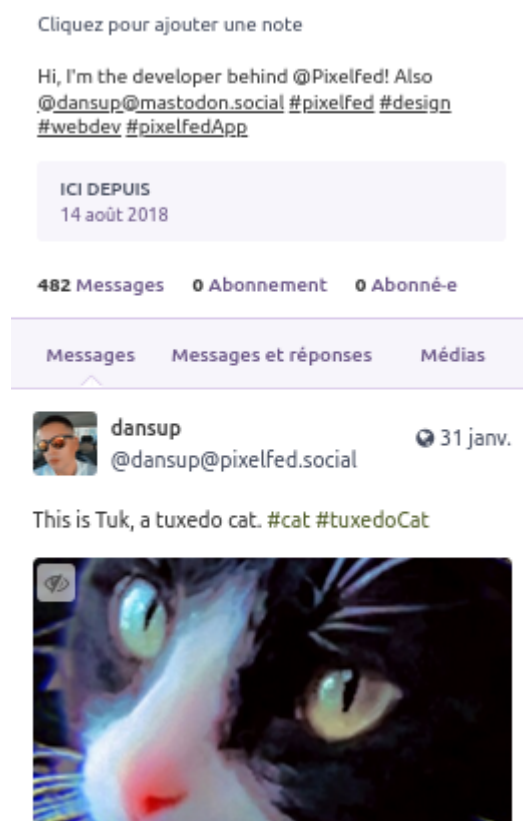 Cliquez pour ajouter une note
Hi, I'm the developer behind @Pixelfed! Also
@dansup@mastodon.social #pixelfed #design
#webdev #pixelfedApp
ICI DEPUIS
14 août 2018
482 Messages 0 Abonnement 0 Abonné·e
Messages Messages et réponses Médias
dansup
@dansup@pixelfed.social
31 janv.
This is Tuk, a tuxedo cat. #cat #tuxedoCat